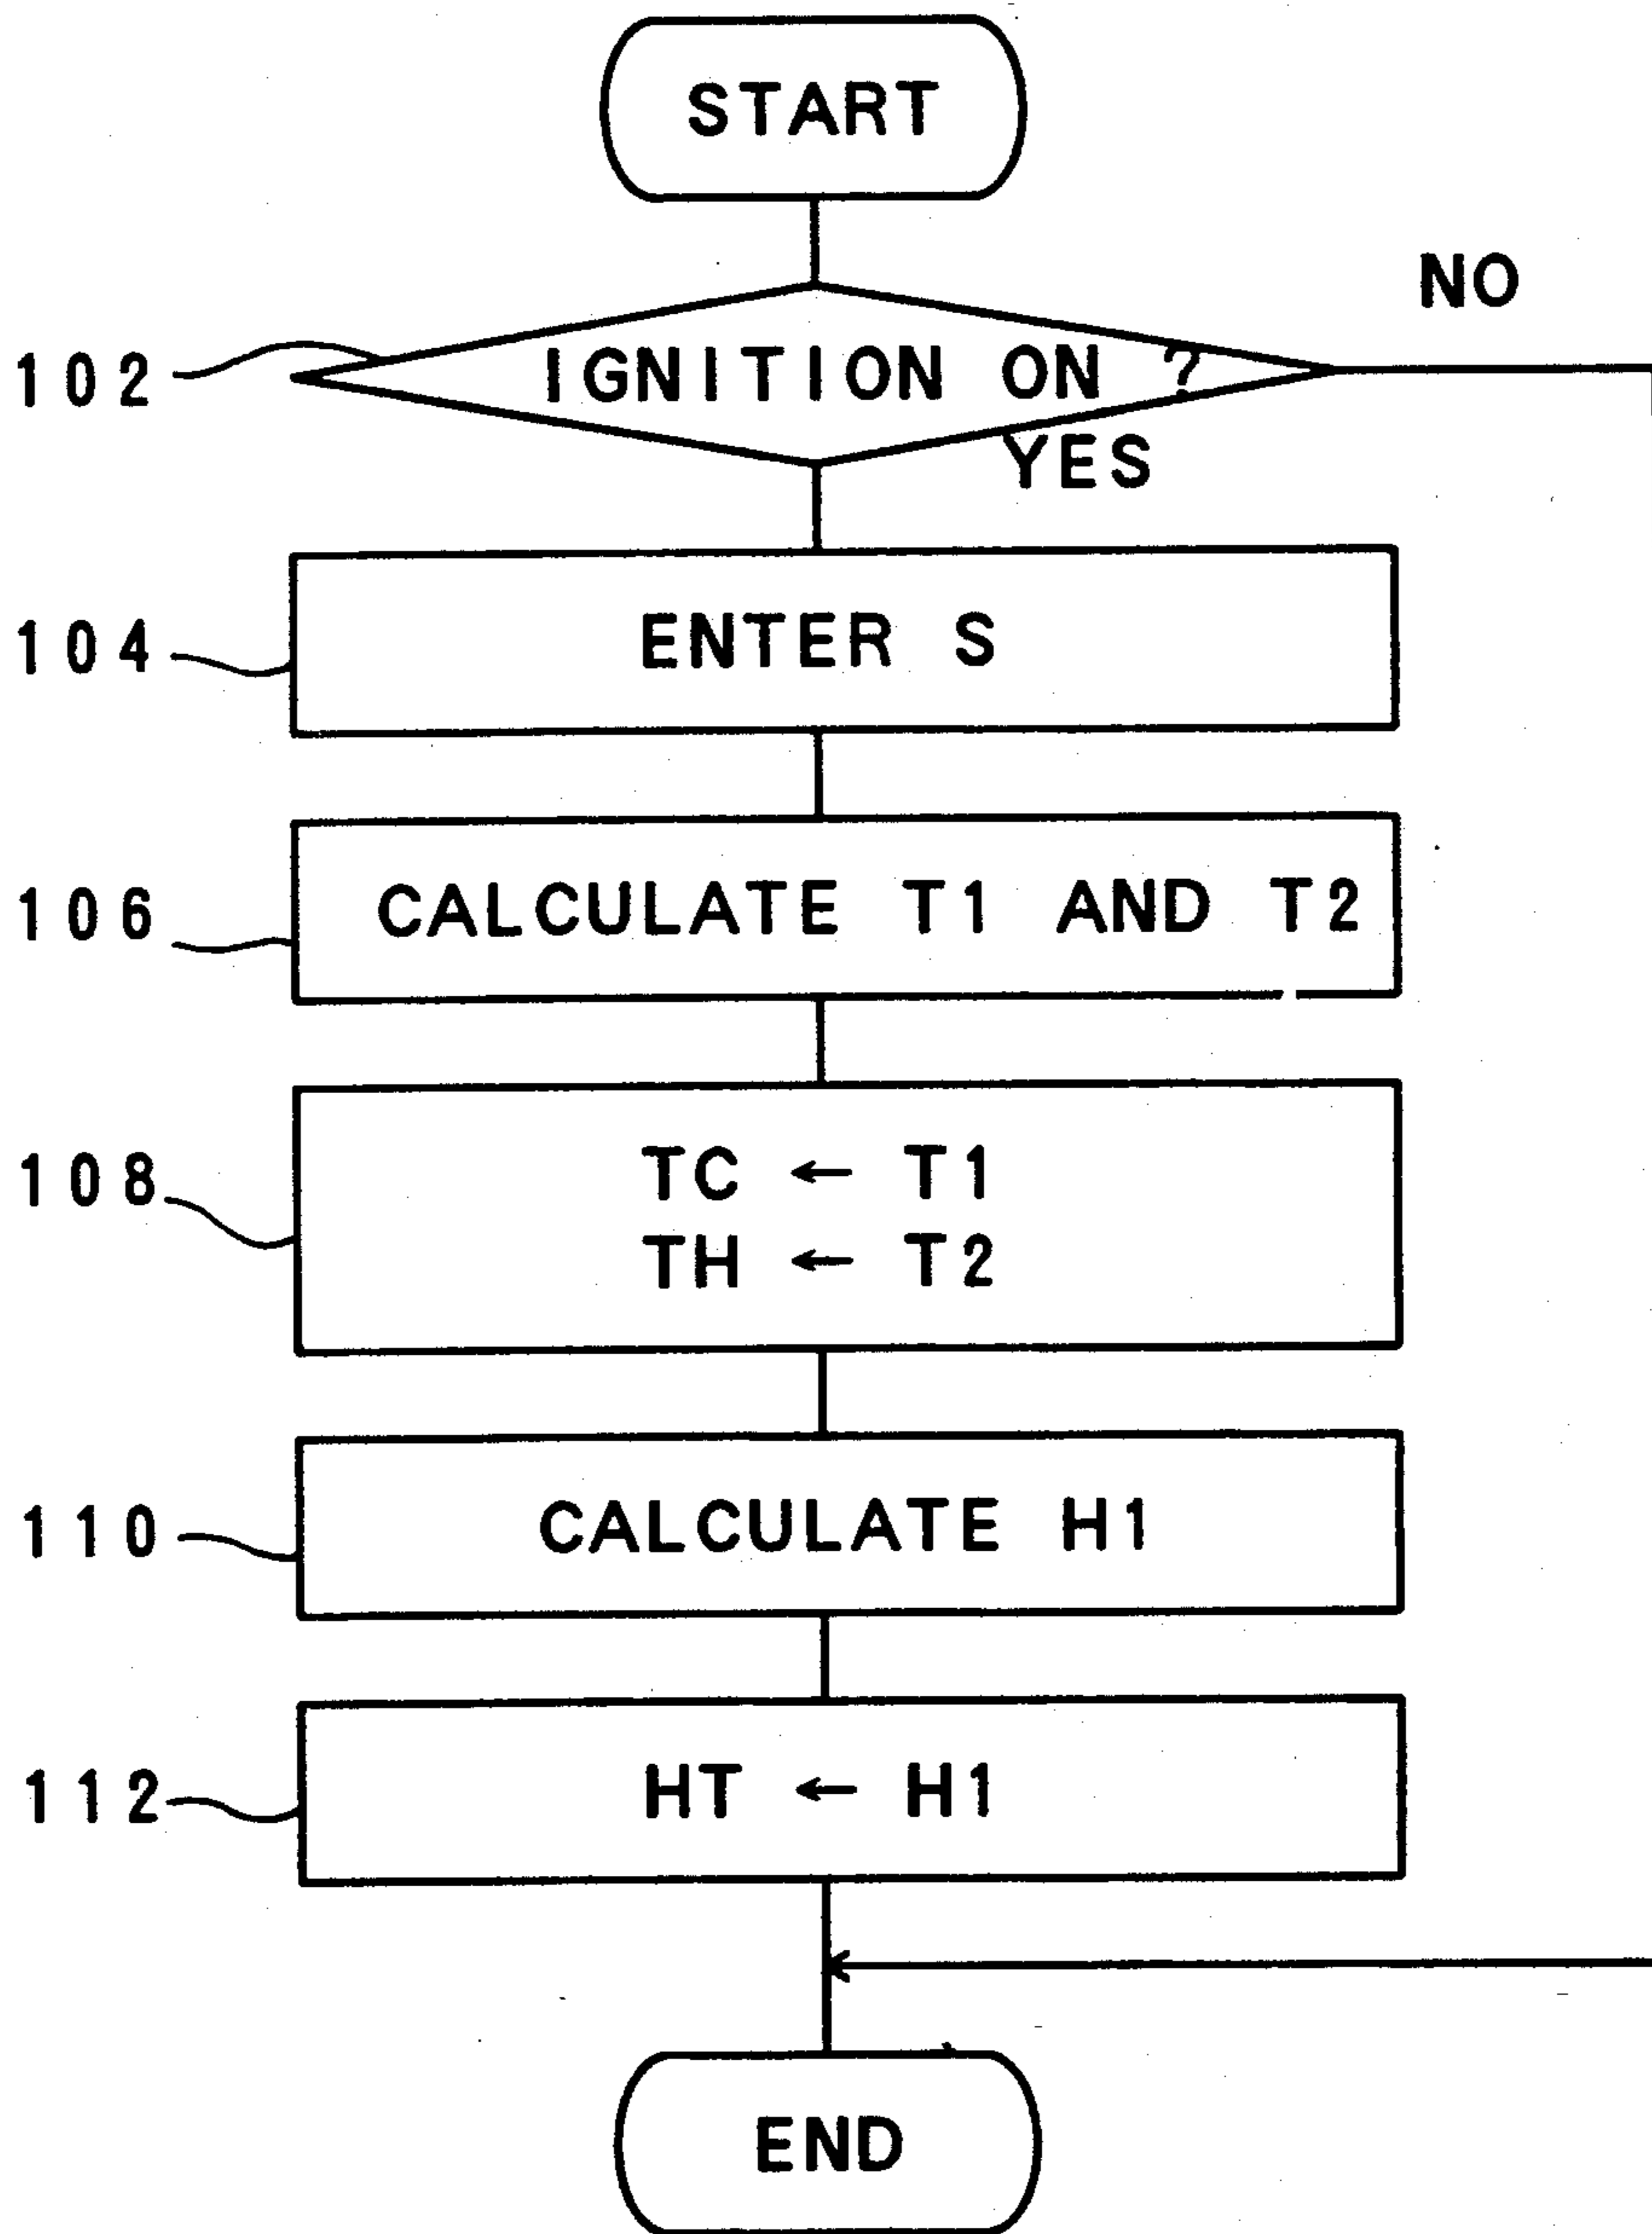 START
NO
102
IGNITION ON ?
YES
104
ENTER S
106
CALCULATE T1 AND T2
108
TC ← T1
TH ← T2
110
CALCULATE H1
112
HT ← H1
END